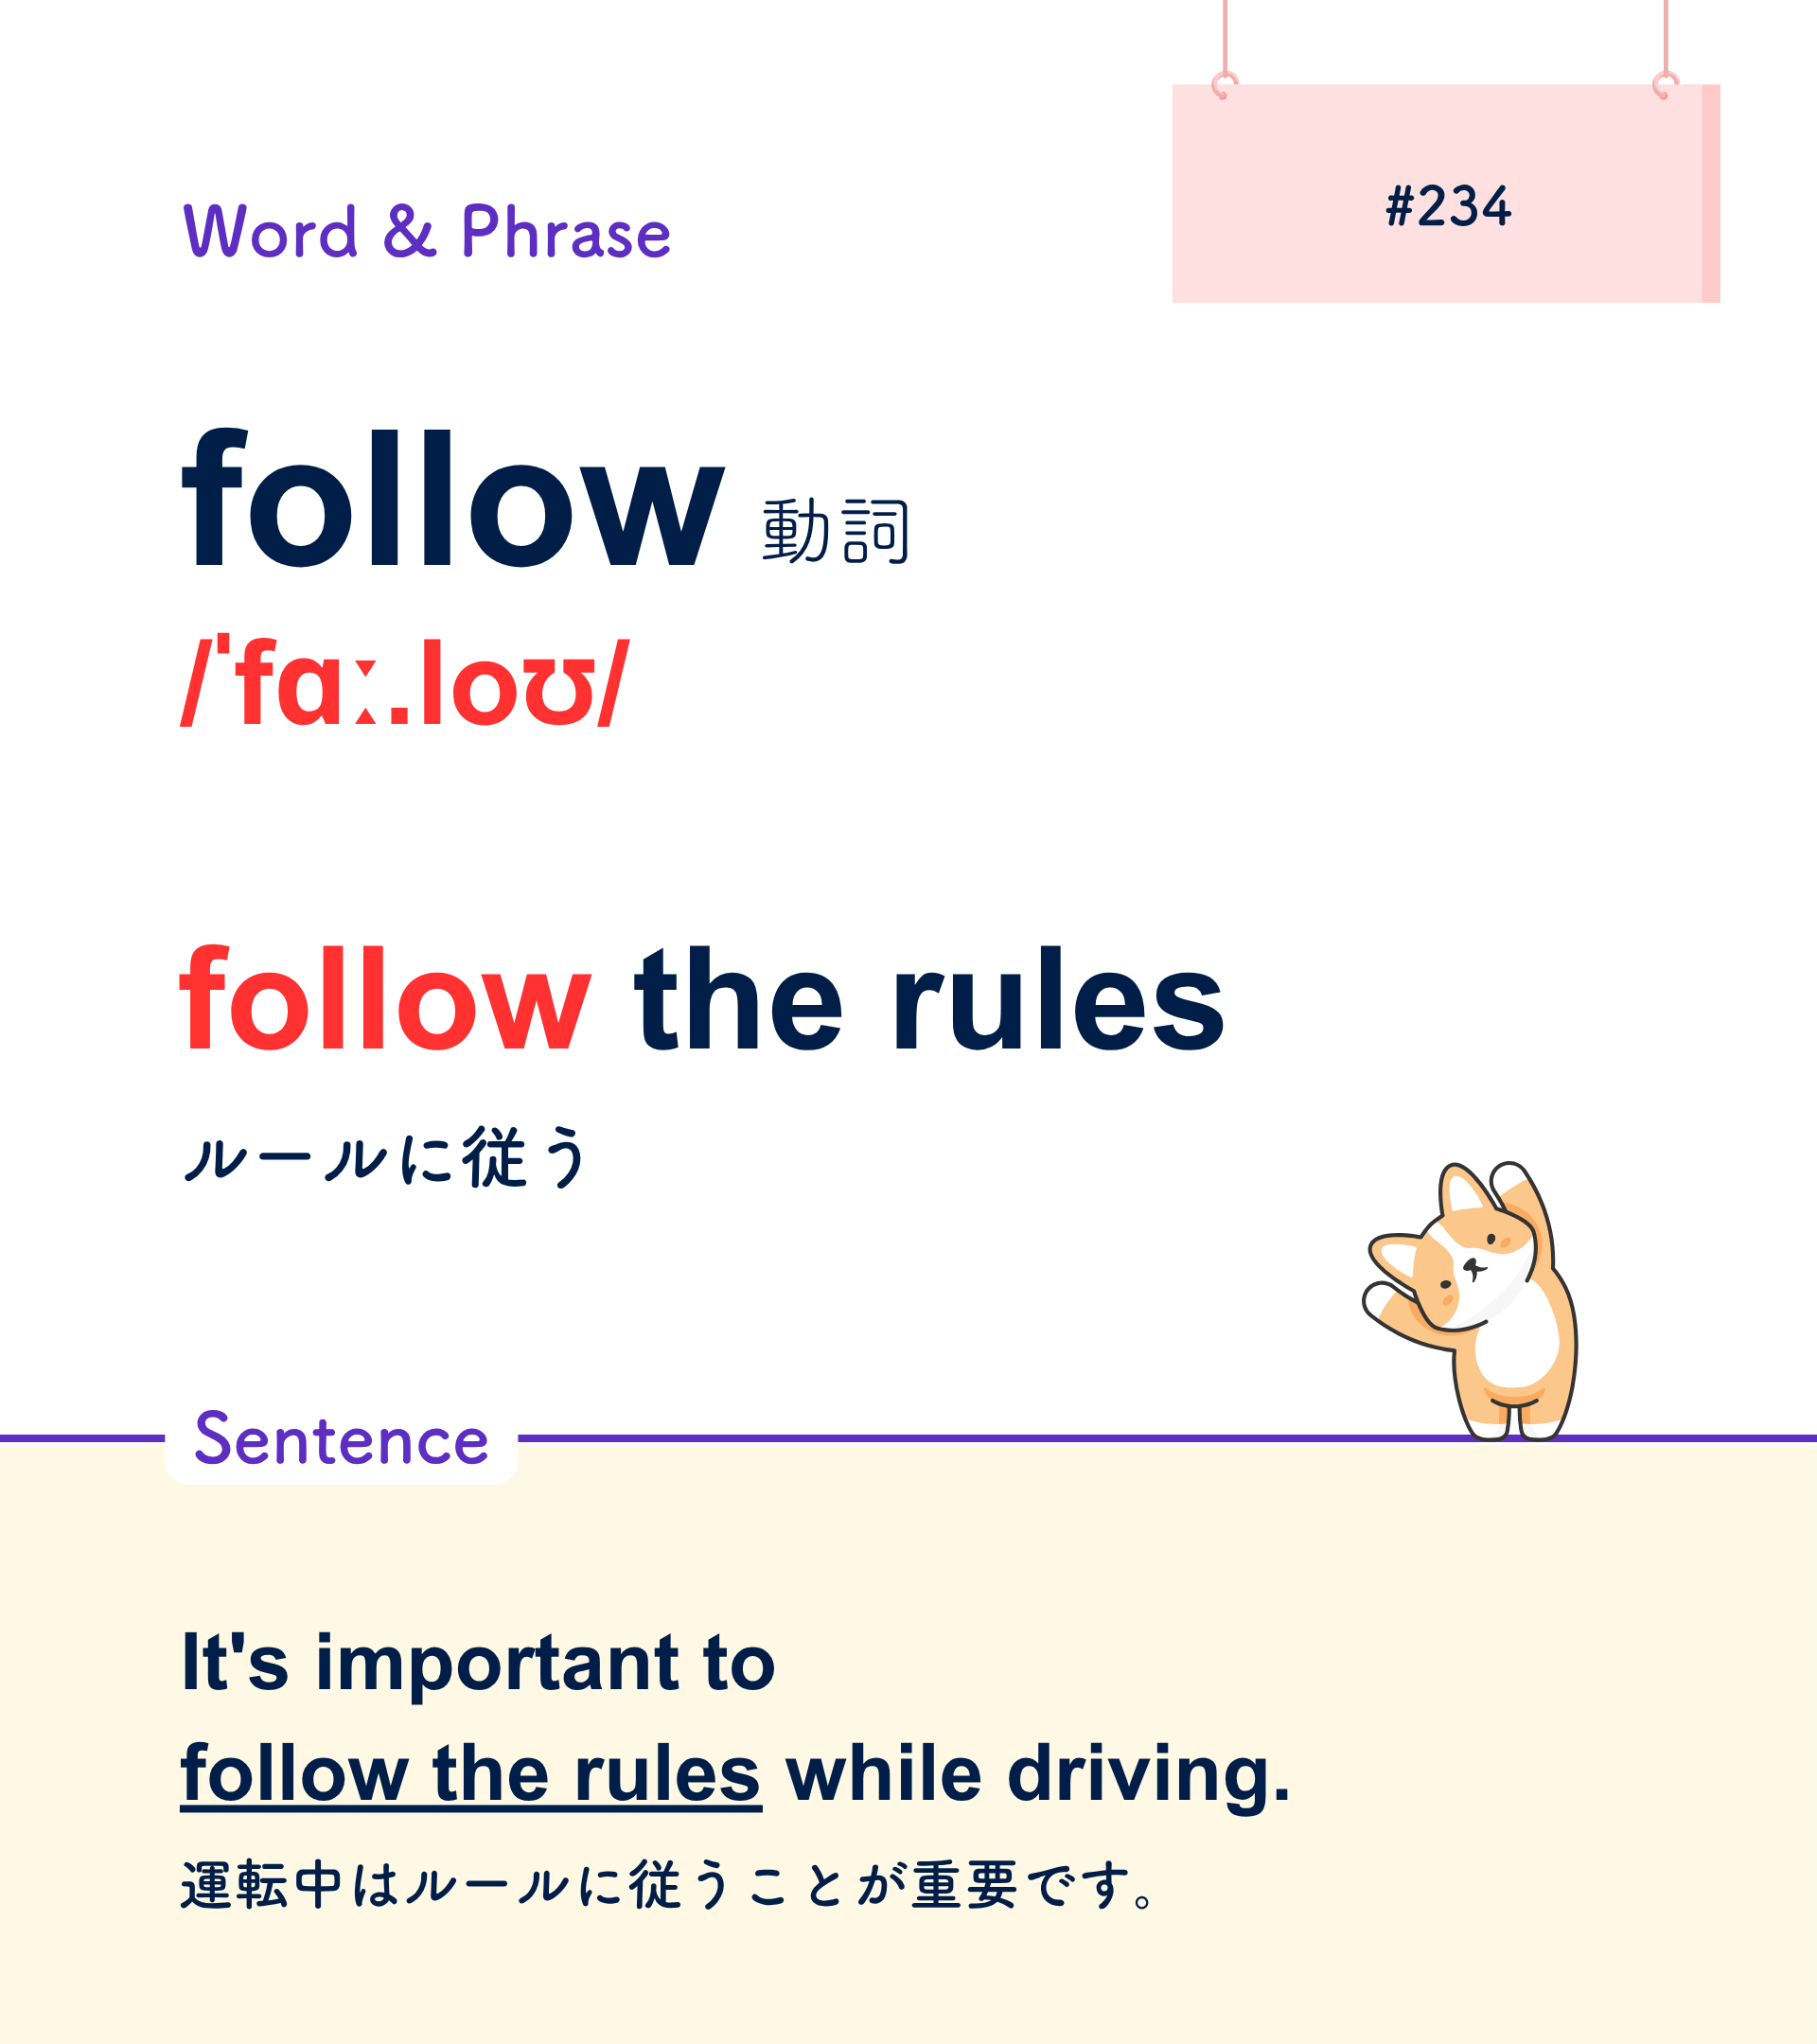 Word & Phrase
#234
follow 動詞
/ˈfɑː.loʊ/
follow the rules
ルールに従う
Sentence
It's important to
follow the rules while driving.
運転中はルールに従うことが重要です。